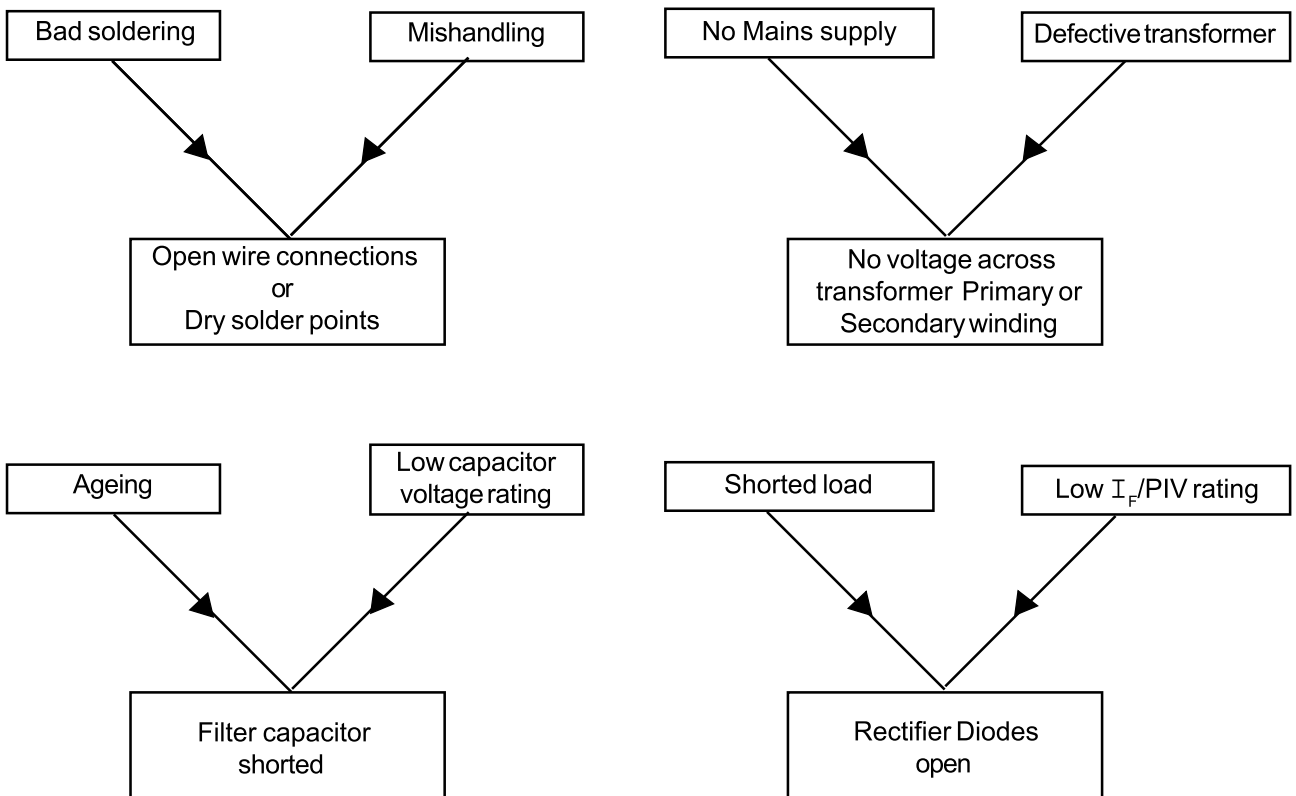 Bad soldering
Mishandling
No Mains supply
Defective transformer
Open wire connections
or
Dry solder points
No voltage across
transformer Primary or
Secondary winding
Ageing
Low capacitor
voltage rating
Shorted load
Low I_F/PIV rating
Filter capacitor
shorted
Rectifier Diodes
open